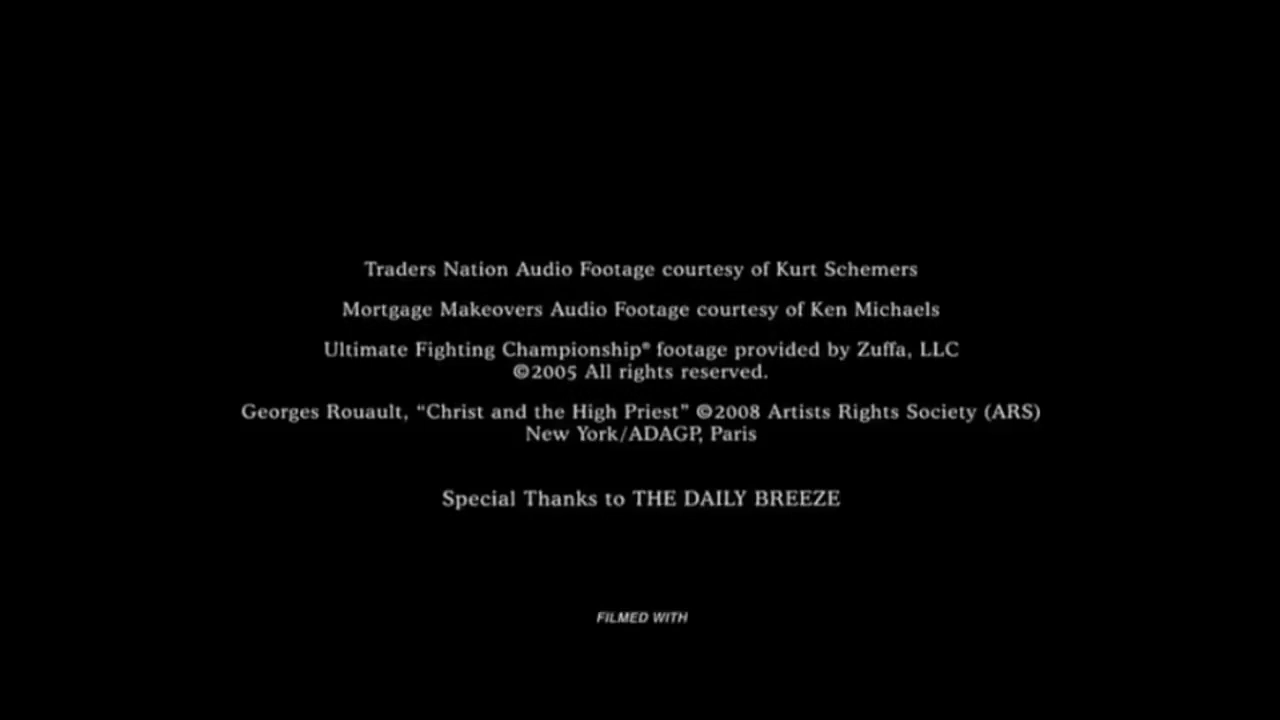 Traders Nation Audio Footage courtesy of Kurt Schemers
Mortgage Makeovers Audio Footage courtesy of Ken Michaels
Ultimate Fighting Championship® footage provided by Zuffa, LLC
©2005 All rights reserved.
Georges Rouault, “Christ and the High Priest” ©2008 Artists Rights Society (ARS)
New York/ADAGP, Paris
Special Thanks to THE DAILY BREEZE
FILMED WITH